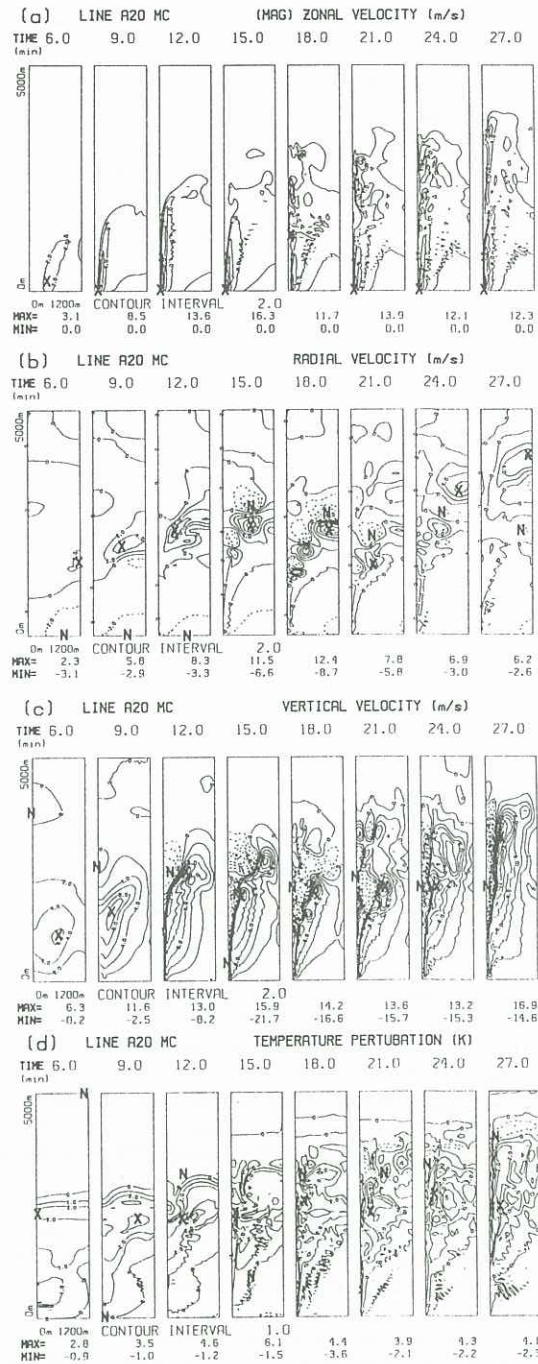 (a) LINE A20 MC (MAG) ZONAL VELOCITY (m/s)
TIME 6.0 9.0 12.0 15.0 18.0 21.0 24.0 27.0
(min)
5000m
0m
0m 1200m CONTOUR INTERVAL 2.0
MAX= 3.1 8.5 13.6 16.3 11.7 13.9 12.1 12.3
MIN= 0.0 0.0 0.0 0.0 0.0 0.0 0.0 0.0
(b) LINE A20 MC RADIAL VELOCITY (m/s)
TIME 6.0 9.0 12.0 15.0 18.0 21.0 24.0 27.0
(min)
5000m
0m
0m 1200m CONTOUR INTERVAL 2.0
MAX= 2.3 5.8 8.3 11.5 12.4 7.8 6.9 6.2
MIN= -3.1 -2.9 -3.3 -6.6 -8.7 -5.8 -3.0 -2.6
(c) LINE A20 MC VERTICAL VELOCITY (m/s)
TIME 6.0 9.0 12.0 15.0 18.0 21.0 24.0 27.0
(min)
5000m
0m
0m 1200m CONTOUR INTERVAL 2.0
MAX= 6.3 11.6 13.0 15.9 14.2 13.6 13.2 16.9
MIN= -0.2 -2.5 -8.2 -21.7 -16.6 -15.7 -15.3 -14.6
(d) LINE A20 MC TEMPERATURE PERTUBATION (K)
TIME 6.0 9.0 12.0 15.0 18.0 21.0 24.0 27.0
(min)
5000m
0m
0m 1200m CONTOUR INTERVAL 1.0
MAX= 2.8 3.5 4.6 6.1 4.4 3.9 4.3 4.1
MIN= -0.9 -1.0 -1.2 -1.5 -3.6 -2.1 -2.2 -2.3